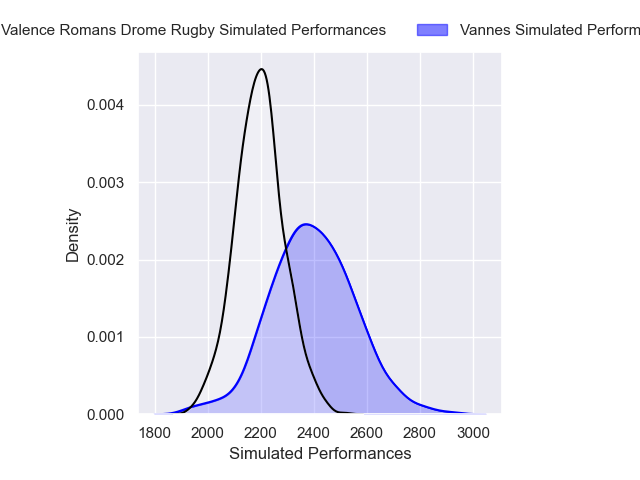 Valence Romans Drome Rugby Simulated Performances
Vannes Simulated Perform
0.004
0.003
0.002
0.001
0.000
Density
1800 2000 2200 2400 2600 2800 3000
Simulated Performances